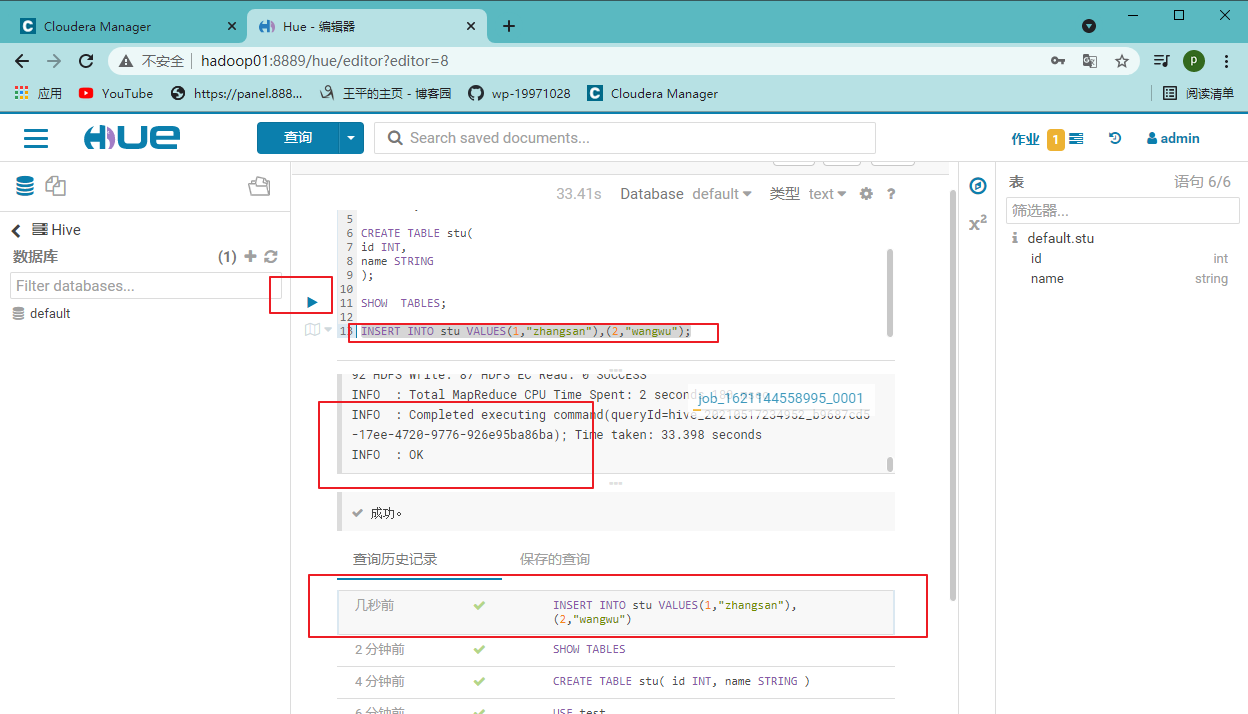 Cloudera Manager
Hue - 编辑器
不安全
hadoop01:8889/hue/editor?editor=8
P
应用
YouTube
https://panel.888...
王平的主页 - 博客园
wp-19971028
Cloudera Manager
阅读清单
HUE
查询
Search saved documents...
作业
1
admin
Hive
数据库
(1)
Filter databases...
default
33.41s
Database
default
类型
text
?
5
6 CREATE TABLE stu(
7 id INT,
8 name STRING
9 );
10
11 SHOW  TABLES;
12
13 INSERT INTO stu VALUES(1,"zhangsan"),(2,"wangwu");
92 HDFS Write: 87 HDFS EC Read: 0 SUCCESS
INFO  : Total MapReduce CPU Time Spent: 2 seconds
job_1621144558995_0001
INFO  : Completed executing command(queryId=hive_20210517234952_b9687cd5
-17ee-4720-9776-926e95ba86ba); Time taken: 33.398 seconds
INFO  : OK
成功。
查询历史记录
保存的查询
几秒前
INSERT INTO stu VALUES(1,"zhangsan"),
(2,"wangwu")
2 分钟前
SHOW TABLES
4 分钟前
CREATE TABLE stu( id INT, name STRING )
6 分钟前
USE test
x²
表
语句 6/6
筛选器...
default.stu
id
int
name
string